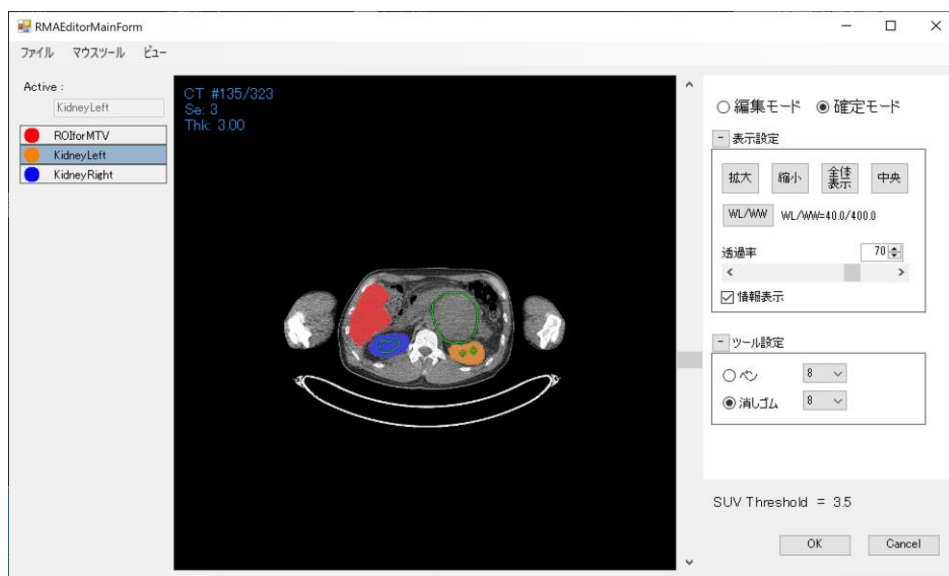 RMAEditorMainForm
ファイル マウスツール ビュー
Active :
KidneyLeft
ROIforMTV
KidneyLeft
KidneyRight
CT #135/323
Se: 3
Thk: 3.00
編集モード 確定モード
表示設定
拡大 縮小 全体表示 中央
WL/WW WL/WW=40.0/400.0
透過率 70
情報表示
ツール設定
ペン 8
消しゴム 8
SUV Threshold = 3.5
OK Cancel